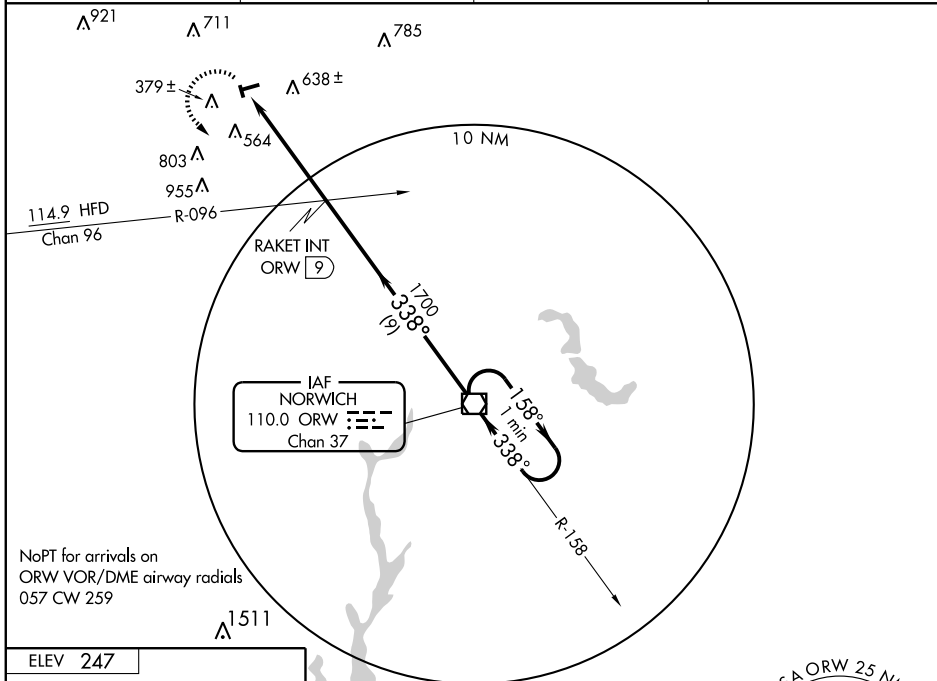 921
711
785
379 ±
638 ±
564
803
955
10 NM
114.9 HFD
Chan 96
R-096
RAKET INT
ORW 9
1700
338°
(9)
IAF
NORWICH
110.0 ORW
Chan 37
158°
1 min
338°
R-158
NoPT for arrivals on
ORW VOR/DME airway radials
057 CW 259
1511
ELEV 247
ORW 25